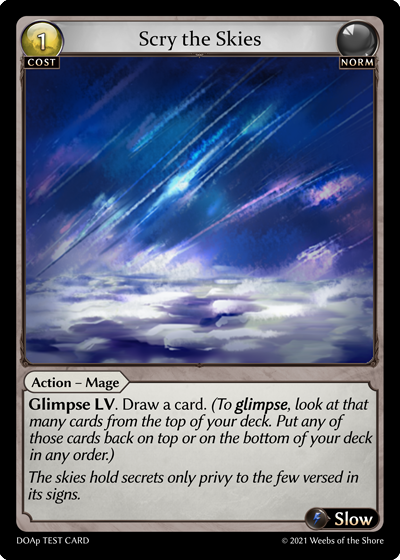 1
COST
Scry the Skies
NORM
Action – Mage
Glimpse LV. Draw a card. (To glimpse, look at that
many cards from the top of your deck. Put any of
those cards back on top or on the bottom of your deck
in any order.)
The skies hold secrets only privy to the few versed in
its signs.
Slow
DOAp TEST CARD
© 2021 Weebs of the Shore